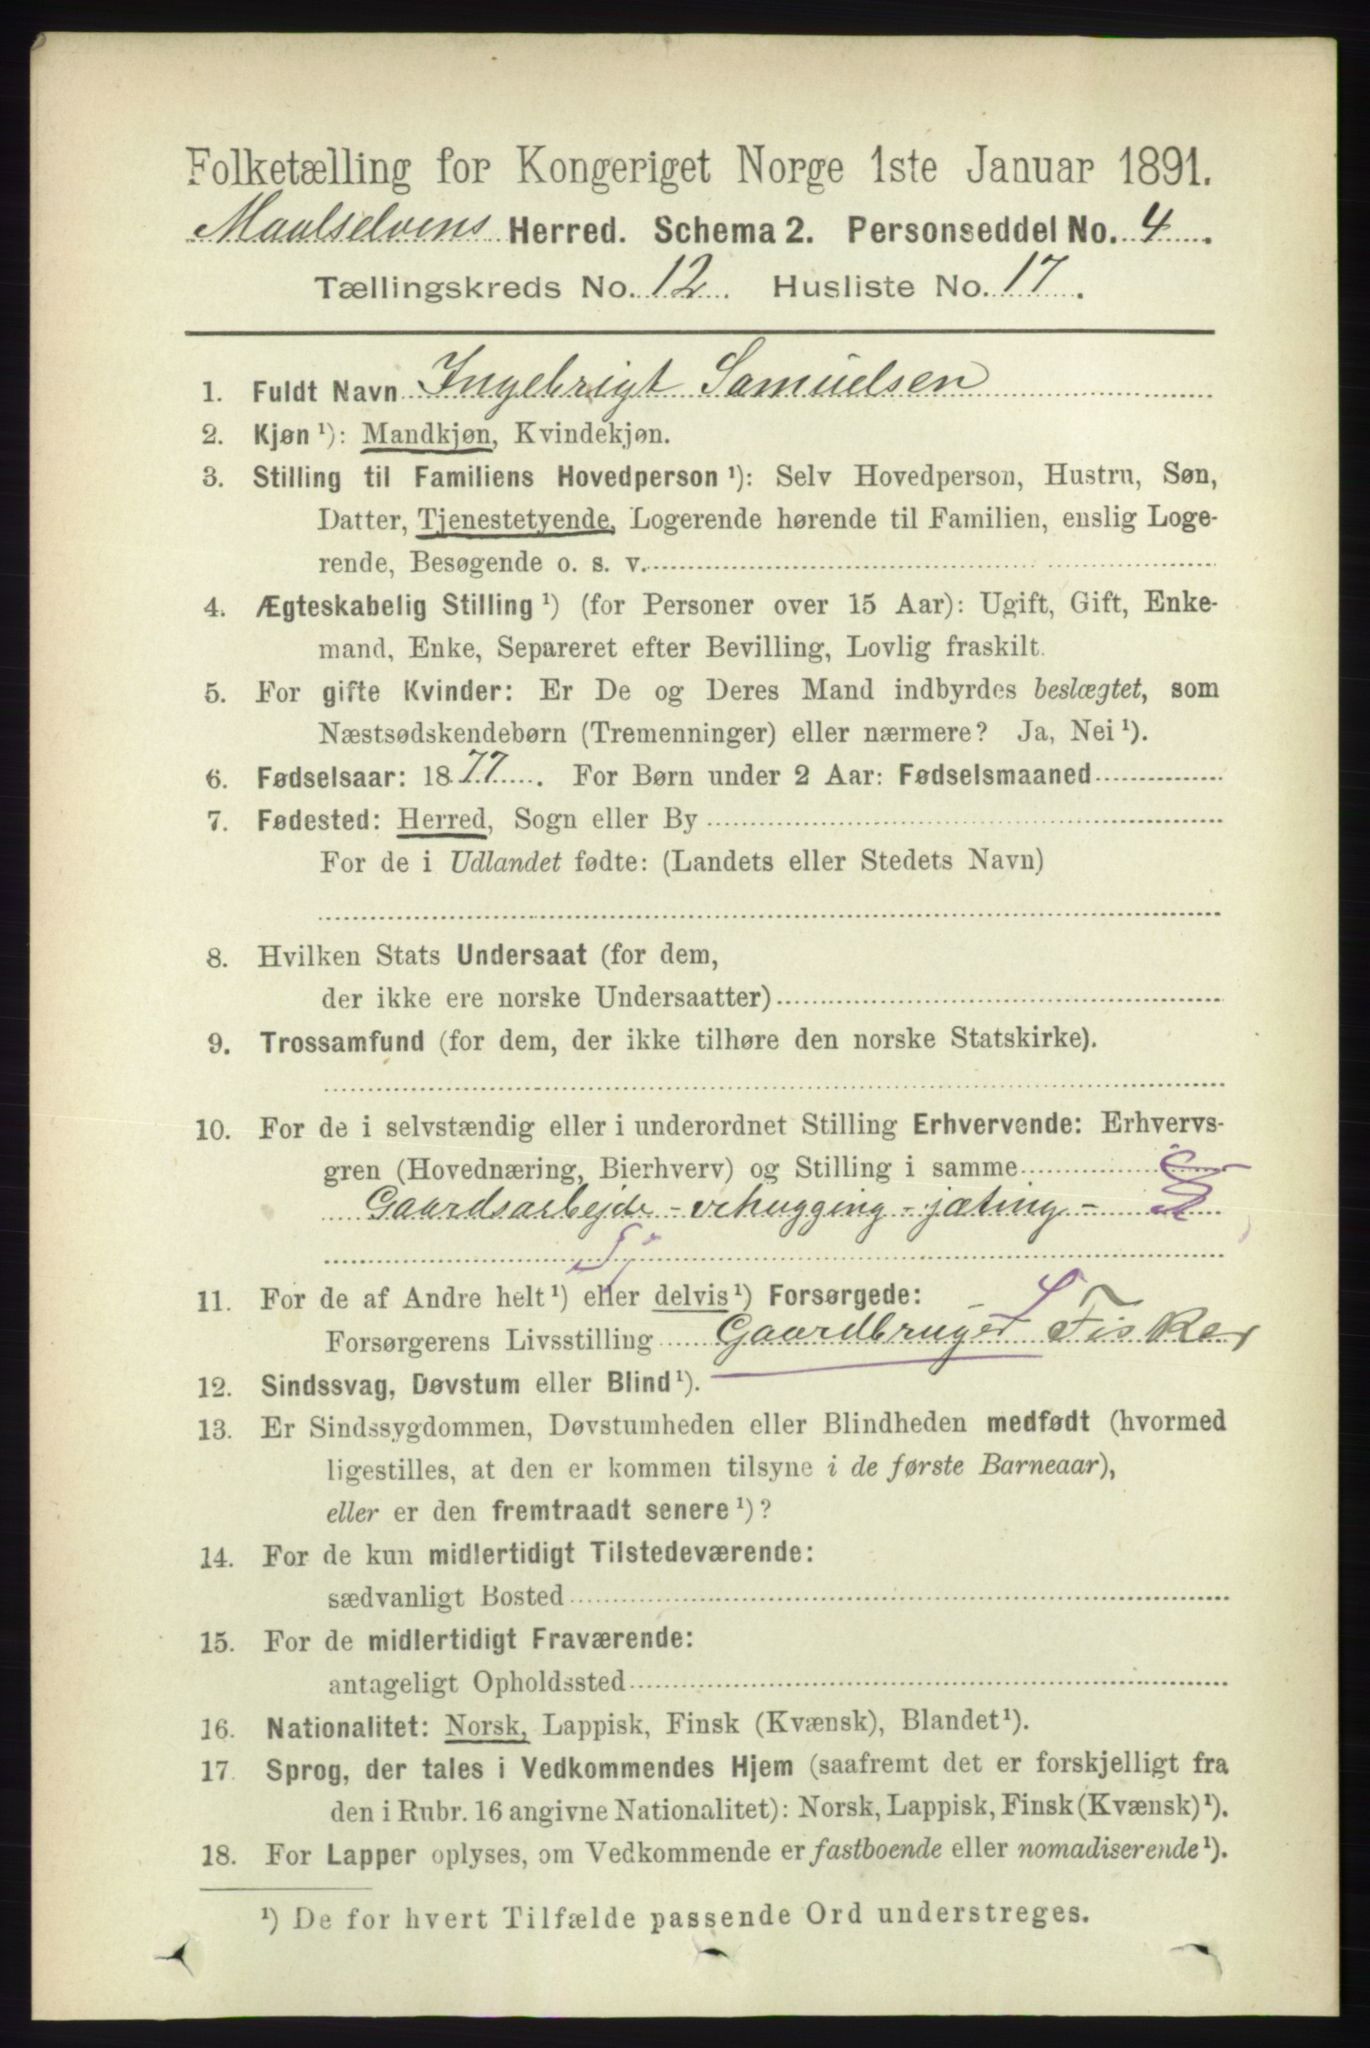 Folketælling for Kongeriget Norge 1ste Januar 1891.
Maalselvens Herred. Schema 2. Personseddel No. 4.
Tællingskreds No. 12. Husliste No. 17.
1. Fuldt Navn Ingebrigt Samuelsen
2. Kjøn ¹): Mandkjøn, Kvindekjøn.
3. Stilling til Familiens Hovedperson ¹): Selv Hovedperson, Hustru, Søn,
Datter, Tjenestetyende, Logerende hørende til Familien, enslig Loge-
rende, Besøgende o. s. v.
4. Ægteskabelig Stilling ¹) (for Personer over 15 Aar): Ugift, Gift, Enke-
mand, Enke, Separeret efter Bevilling, Lovlig fraskilt.
5. For gifte Kvinder: Er De og Deres Mand indbyrdes beslægtet, som
Næstsødskendebørn (Tremenninger) eller nærmere? Ja, Nei ¹).
6. Fødselsaar: 1877. For Børn under 2 Aar: Fødselsmaaned
7. Fødested: Herred, Sogn eller By
For de i Udlandet fødte: (Landets eller Stedets Navn)
8. Hvilken Stats Undersaat (for dem,
der ikke ere norske Undersaatter)
9. Trossamfund (for dem, der ikke tilhøre den norske Statskirke).
10. For de i selvstændig eller i underordnet Stilling Erhvervende: Erhvervs-
gren (Hovednæring, Bierhverv) og Stilling i samme
Gaardsarbejde - vehugging - jæting -
11. For de af Andre helt ¹) eller delvis ¹) Forsørgede:
Forsørgerens Livsstilling Gaardbruger Fisker
12. Sindssvag, Døvstum eller Blind ¹).
13. Er Sindssygdommen, Døvstumheden eller Blindheden medfødt (hvormed
ligestilles, at den er kommen tilsyne i de første Barneaar),
eller er den fremtraadt senere ¹)?
14. For de kun midlertidigt Tilstedeværende:
sædvanligt Bosted
15. For de midlertidigt Fraværende:
antageligt Opholdssted
16. Nationalitet: Norsk, Lappisk, Finsk (Kvænsk), Blandet ¹).
17. Sprog, der tales i Vedkommendes Hjem (saafremt det er forskjelligt fra
den i Rubr. 16 angivne Nationalitet): Norsk, Lappisk, Finsk (Kvænsk) ¹).
18. For Lapper oplyses, om Vedkommende er fastboende eller nomadiserende ¹).
¹) De for hvert Tilfælde passende Ord understreges.